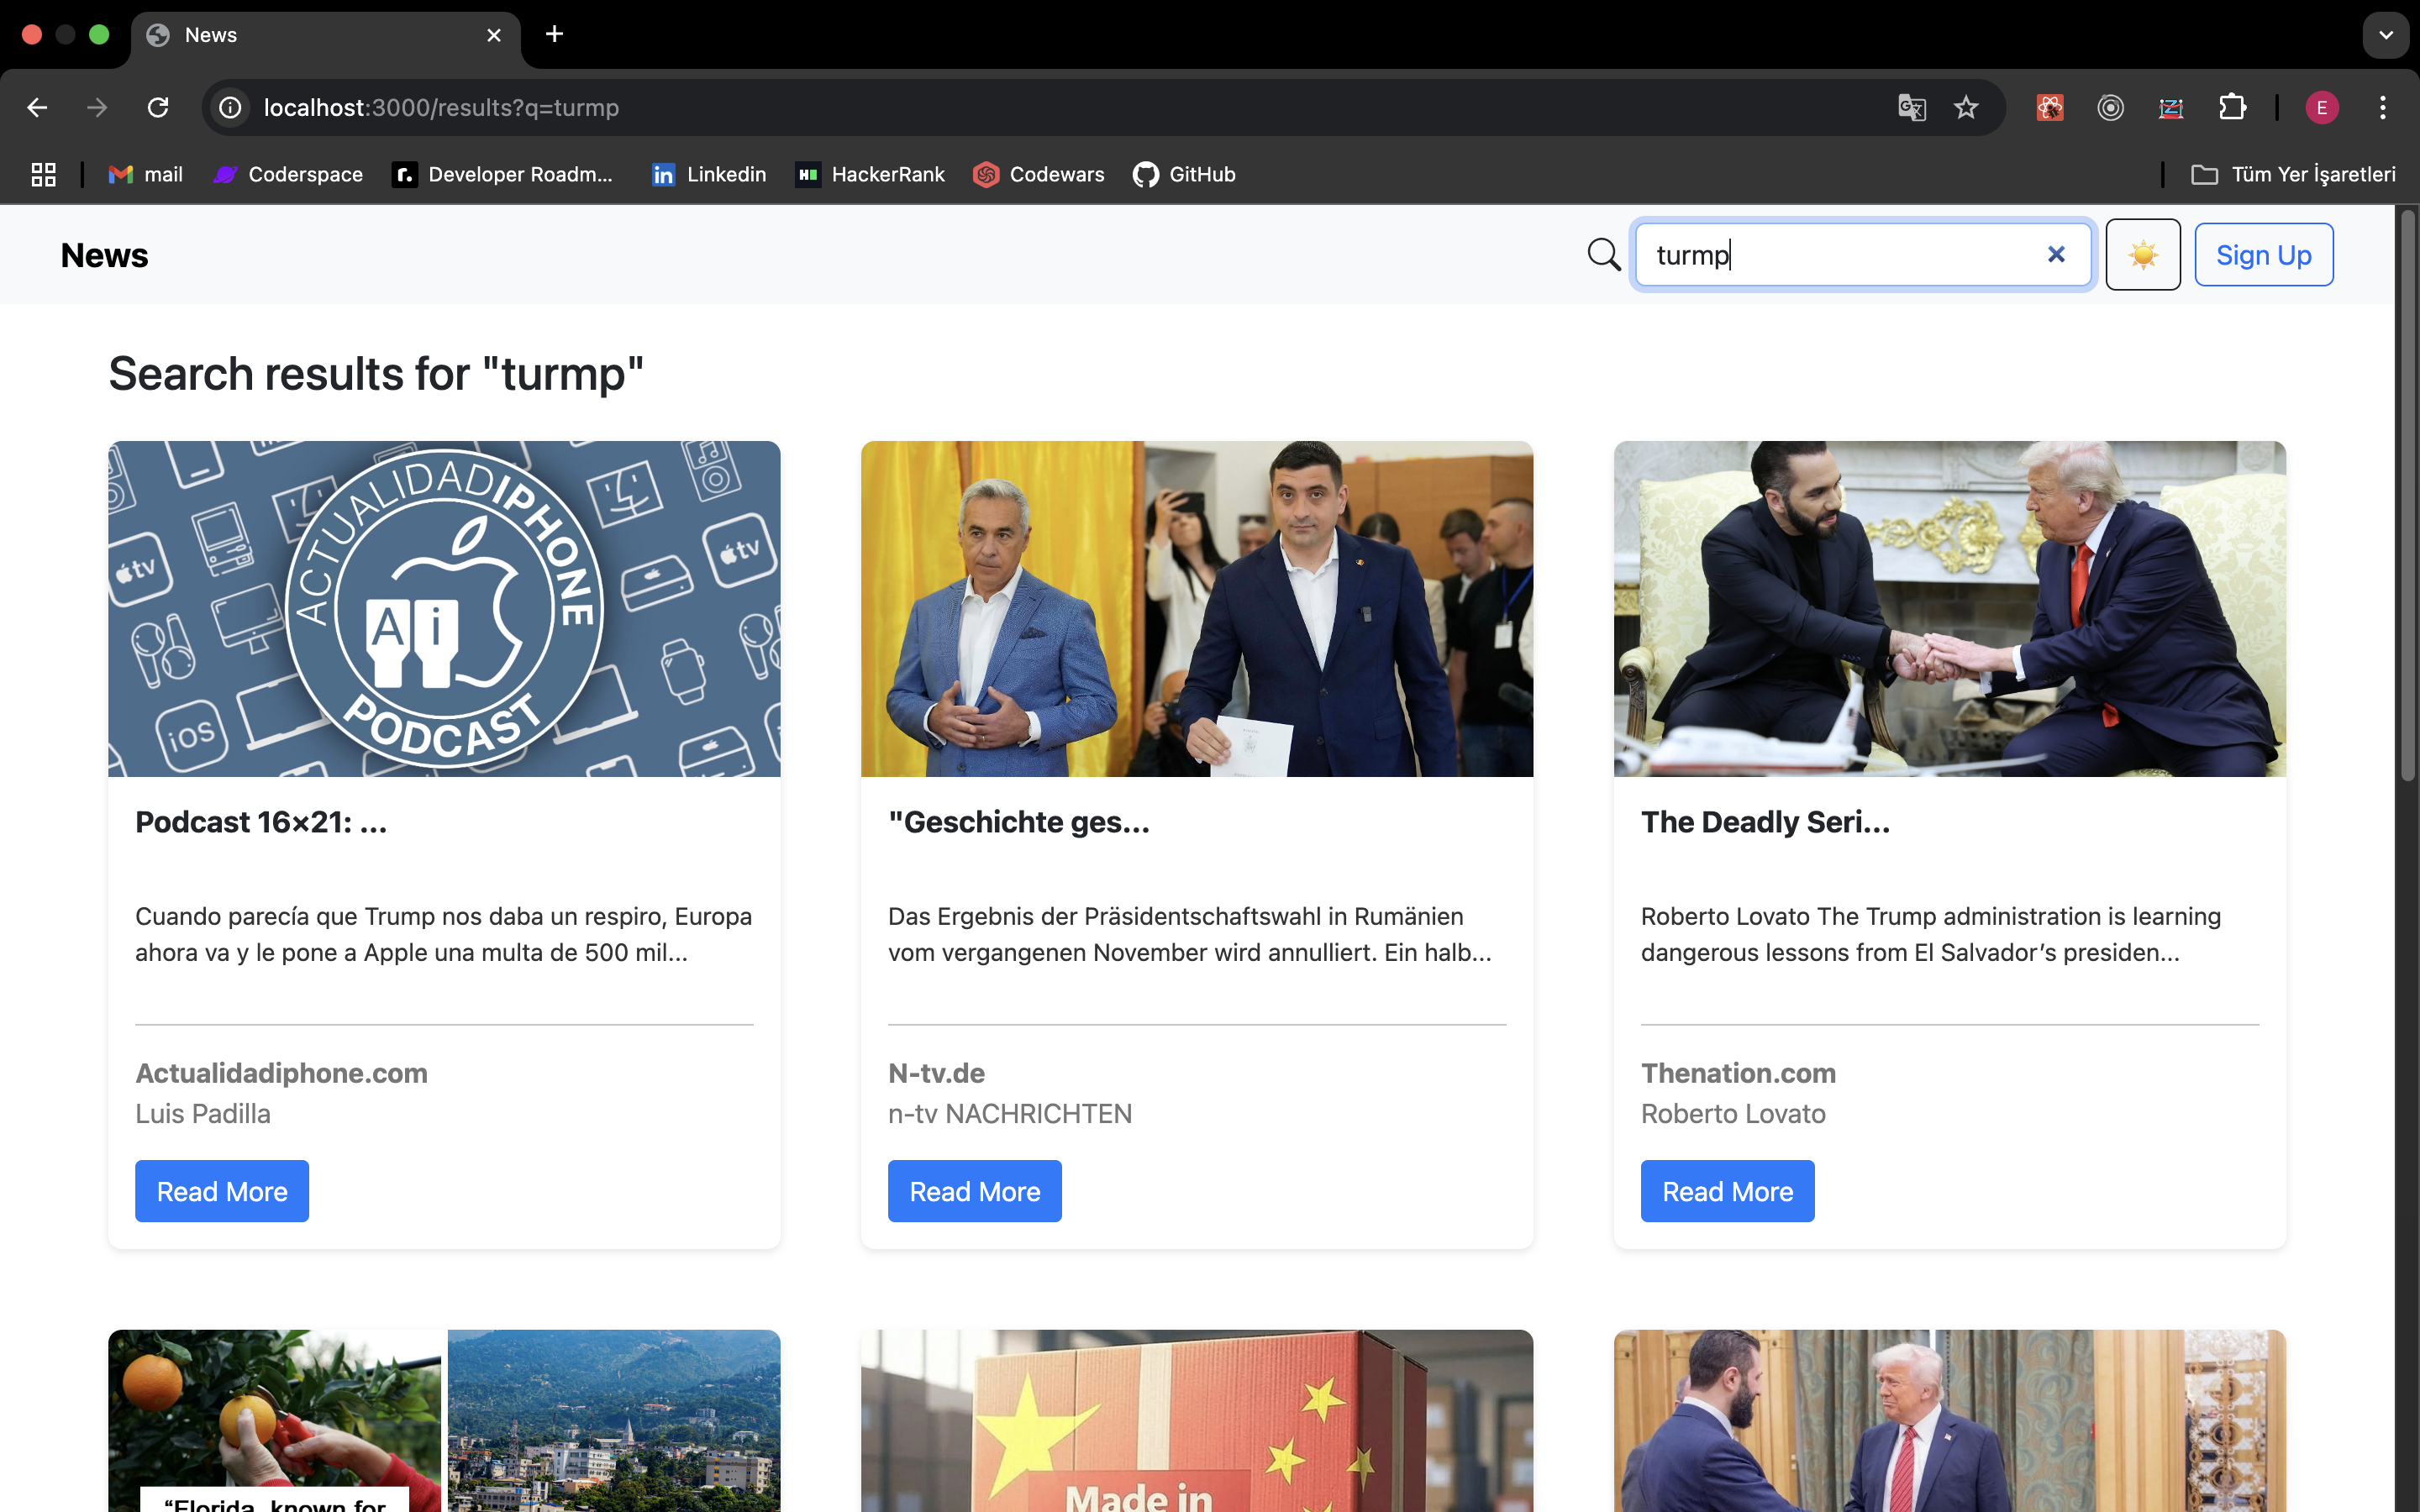 News
localhost:3000/results?q=turmp
E
mail
Coderspace
r.
Developer Roadm...
in
Linkedin
H
HackerRank
Codewars
GitHub
Tüm Yer İşaretleri
News
turmp
Sign Up
Search results for "turmp"
ACTUALIDADIPHONE
Ai
PODCAST
tv
tv
iOS
Podcast 16×21: ...
Cuando parecía que Trump nos daba un respiro, Europa
ahora va y le pone a Apple una multa de 500 mil...
Actualidadiphone.com
Luis Padilla
Read More
"Geschichte ges...
Das Ergebnis der Präsidentschaftswahl in Rumänien
vom vergangenen November wird annulliert. Ein halb...
N-tv.de
n-tv NACHRICHTEN
Read More
The Deadly Seri...
Roberto Lovato The Trump administration is learning
dangerous lessons from El Salvador’s presiden...
Thenation.com
Roberto Lovato
Read More
“Florida, known for
Made in